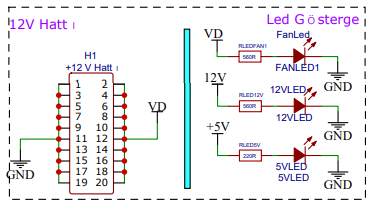 12V Hatt ı
Led Gösterge
H1
+12 V Hatt ı
1 2
3 4
5 6
7 8
9 10
11 12
13 14
15 16
17 18
19 20
GND
VD
VD
RLEDFAN1
560R
FanLed
FANLED1
GND
12V
RLED12V
560R
12VLED
12VLED
GND
+5V
RLED5V
220R
5VLED
5VLED
GND